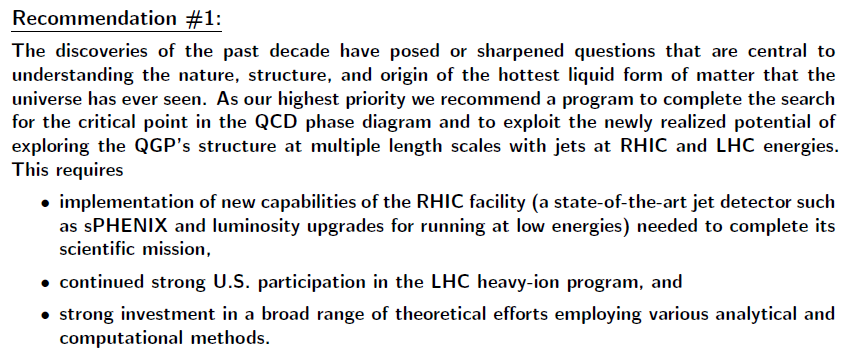 Recommendation #1:
The discoveries of the past decade have posed or sharpened questions that are central to
understanding the nature, structure, and origin of the hottest liquid form of matter that the
universe has ever seen. As our highest priority we recommend a program to complete the search
for the critical point in the QCD phase diagram and to exploit the newly realized potential of
exploring the QGP's structure at multiple length scales with jets at RHIC and LHC energies.
This requires
• implementation of new capabilities of the RHIC facility (a state-of-the-art jet detector such
as sPHENIX and luminosity upgrades for running at low energies) needed to complete its
scientific mission,
• continued strong U.S. participation in the LHC heavy-ion program, and
• strong investment in a broad range of theoretical efforts employing various analytical and
computational methods.